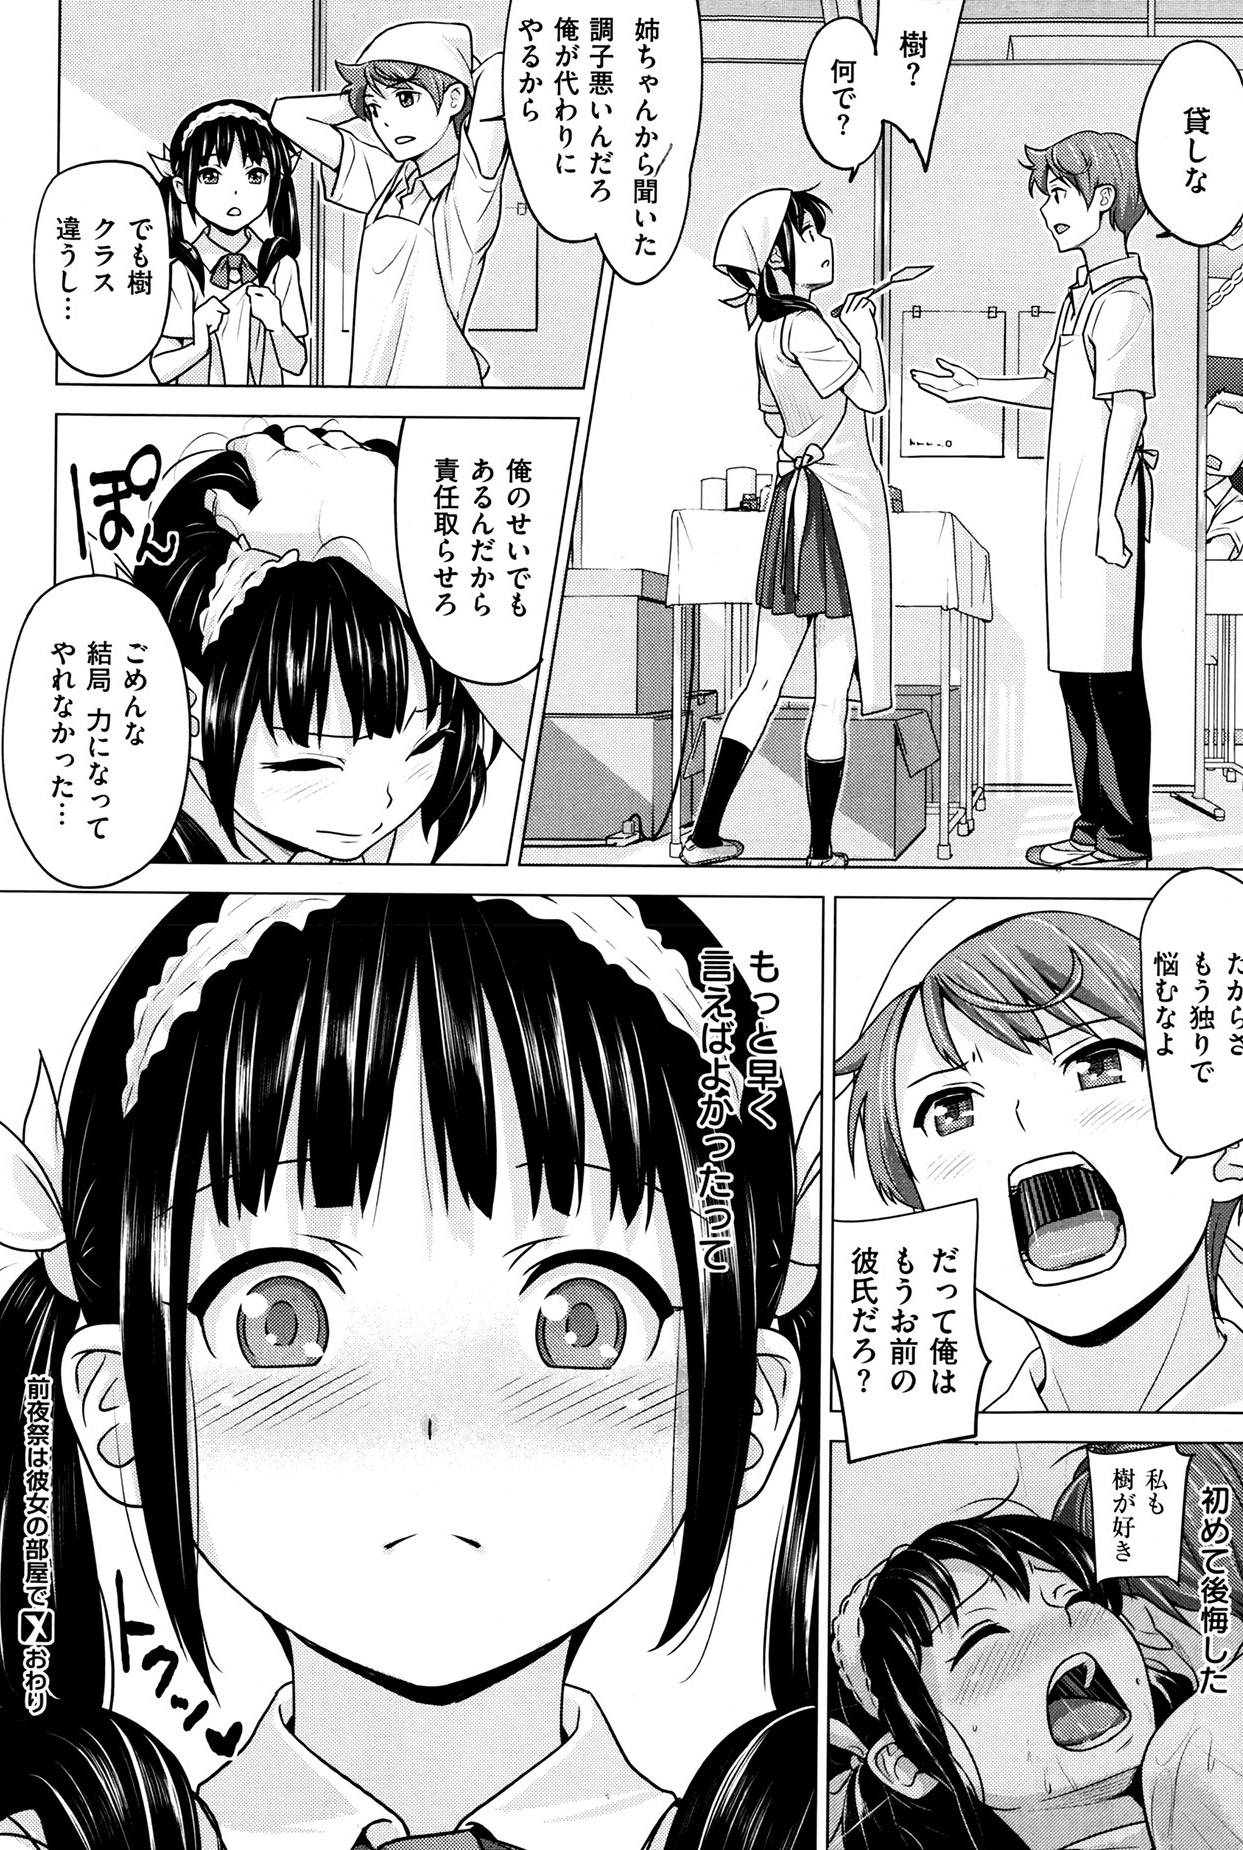 貸しな
樹？
何で？
姉ちゃんから聞いた
調子悪いんだろ
俺が代わりに
やるから
でも樹
クラス
違うし…
俺のせいでも
あるんだから
責任取らせろ
ぽん
ごめんな
結局 力になって
やれなかった…
だからさ
もう独りで
悩むなよ
だって俺は
もうお前の
彼氏だろ？
初めて後悔した
私も
樹が好き
もっと早く
言えばよかったって
トクンッ♥
前夜祭は彼女の部屋で X おわり